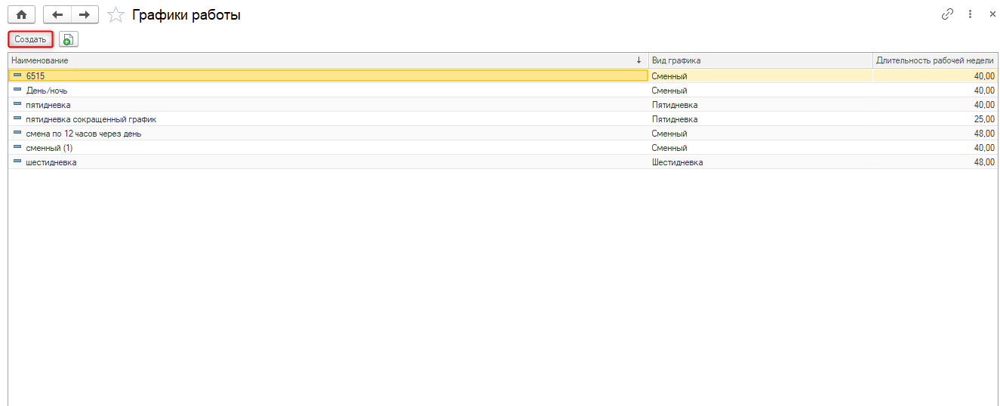 Графики работы
Создать
Наименование Вид графика Длительность рабочей недели
6515 Сменный 40,00
День/ночь Сменный 40,00
пятидневка Пятидневка 40,00
пятидневка сокращенный график Пятидневка 25,00
смена по 12 часов через день Сменный 48,00
сменный (1) Сменный 40,00
шестидневка Шестидневка 48,00